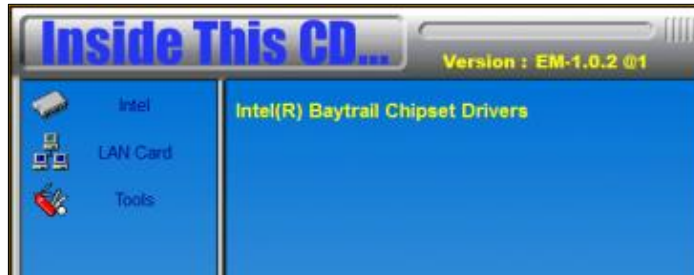 Inside This CD...
Version : EM-1.0.2 @1
Intel
LAN Card
Tools
Intel(R) Baytrail Chipset Drivers